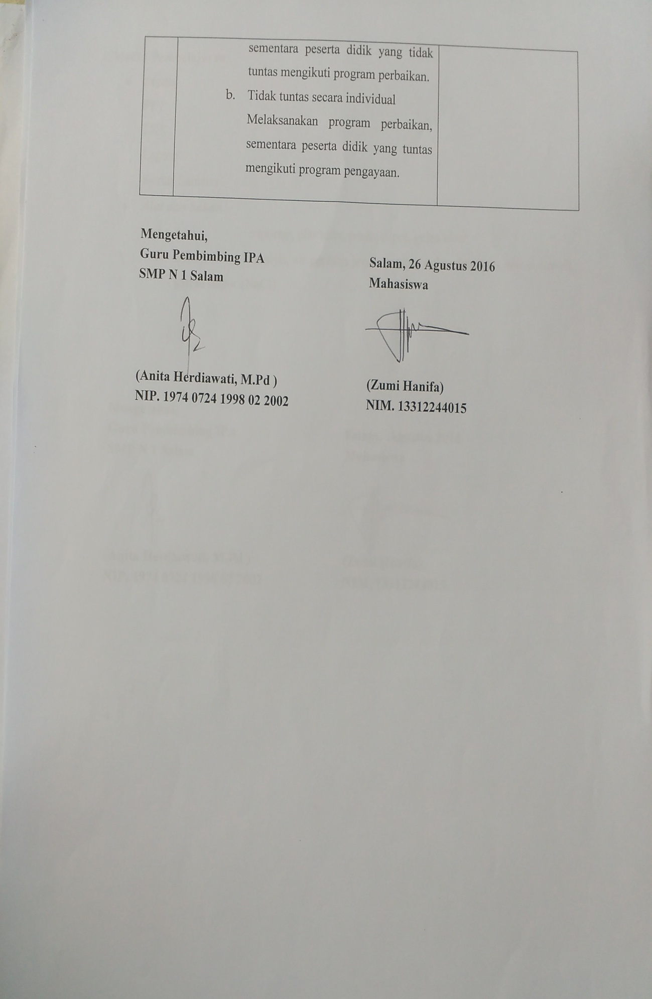 sementara peserta didik yang tidak
tuntas mengikuti program perbaikan.
b. Tidak tuntas secara individual
Melaksanakan program perbaikan,
sementara peserta didik yang tuntas
mengikuti program pengayaan.
Mengetahui,
Guru Pembimbing IPA
SMP N 1 Salam
Salam, 26 Agustus 2016
Mahasiswa
(Anita Herdiawati, M.Pd )
NIP. 1974 0724 1998 02 2002
(Zumi Hanifa)
NIM. 13312244015